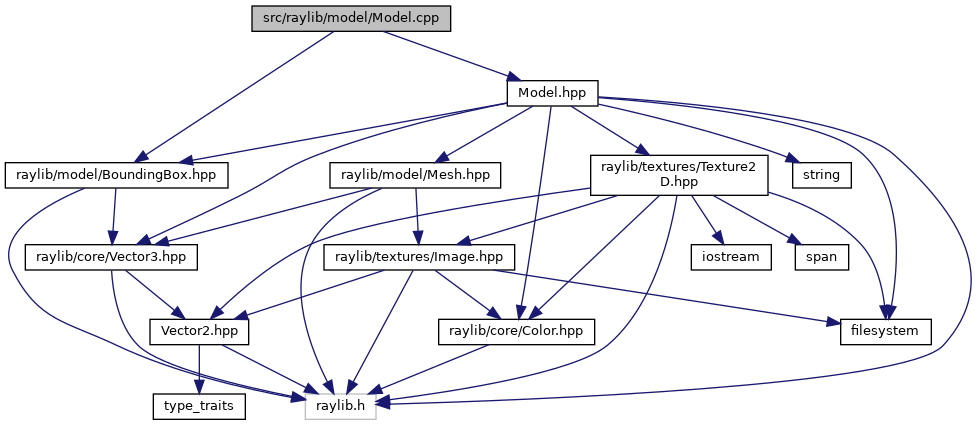 src/raylib/model/Model.cpp
Model.hpp
raylib/model/BoundingBox.hpp
raylib/model/Mesh.hpp
raylib/textures/Texture2
D.hpp
string
raylib/core/Vector3.hpp
raylib/textures/Image.hpp
iostream
span
Vector2.hpp
raylib/core/Color.hpp
filesystem
type_traits
raylib.h